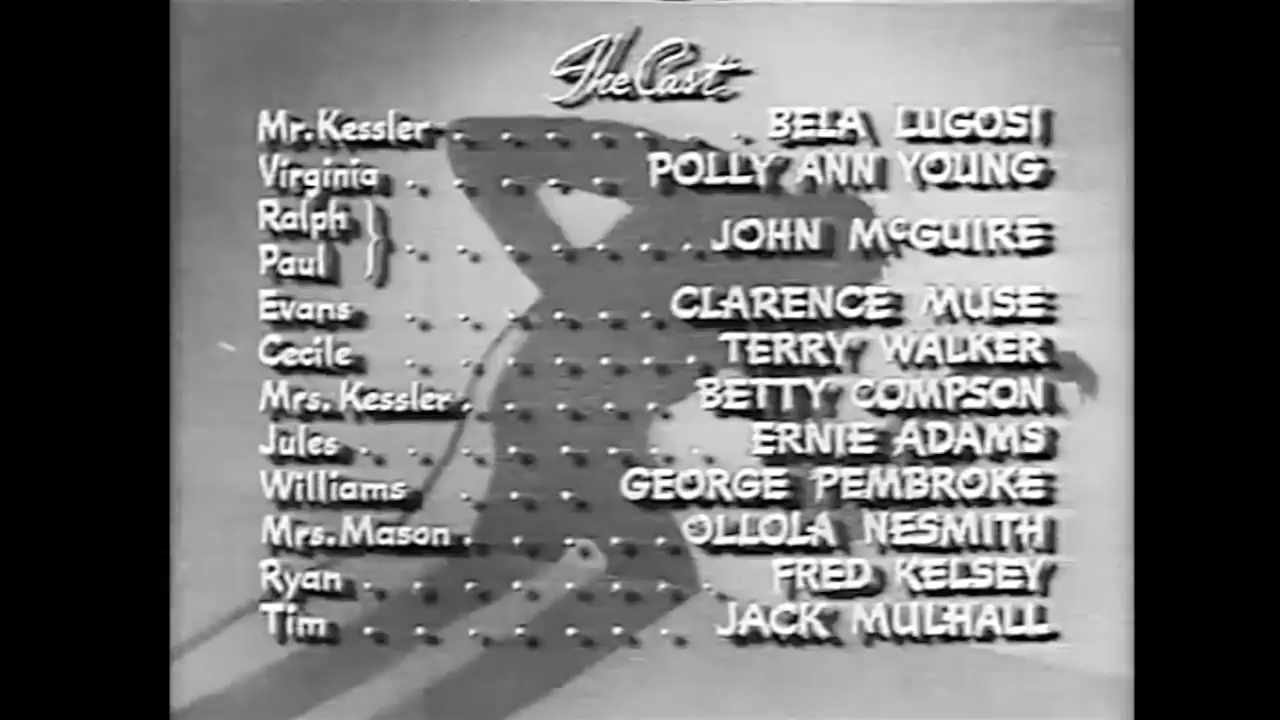 The Cast
Mr. Kessler . . . . . . . BELA LUGOSI
Virginia . . . . . POLLY ANN YOUNG
Ralph
Paul } . . . . . . . JOHN McGUIRE
Evans . . . . . . CLARENCE MUSE
Cecile . . . . . . . TERRY WALKER
Mrs. Kessler . . . . . BETTY COMPSON
Jules . . . . . . . . ERNIE ADAMS
Williams . . . GEORGE PEMBROKE
Mrs. Mason . . . . . OLLOLA NESMITH
Ryan . . . . . . . . FRED KELSEY
Tim . . . . . . . JACK MULHALL